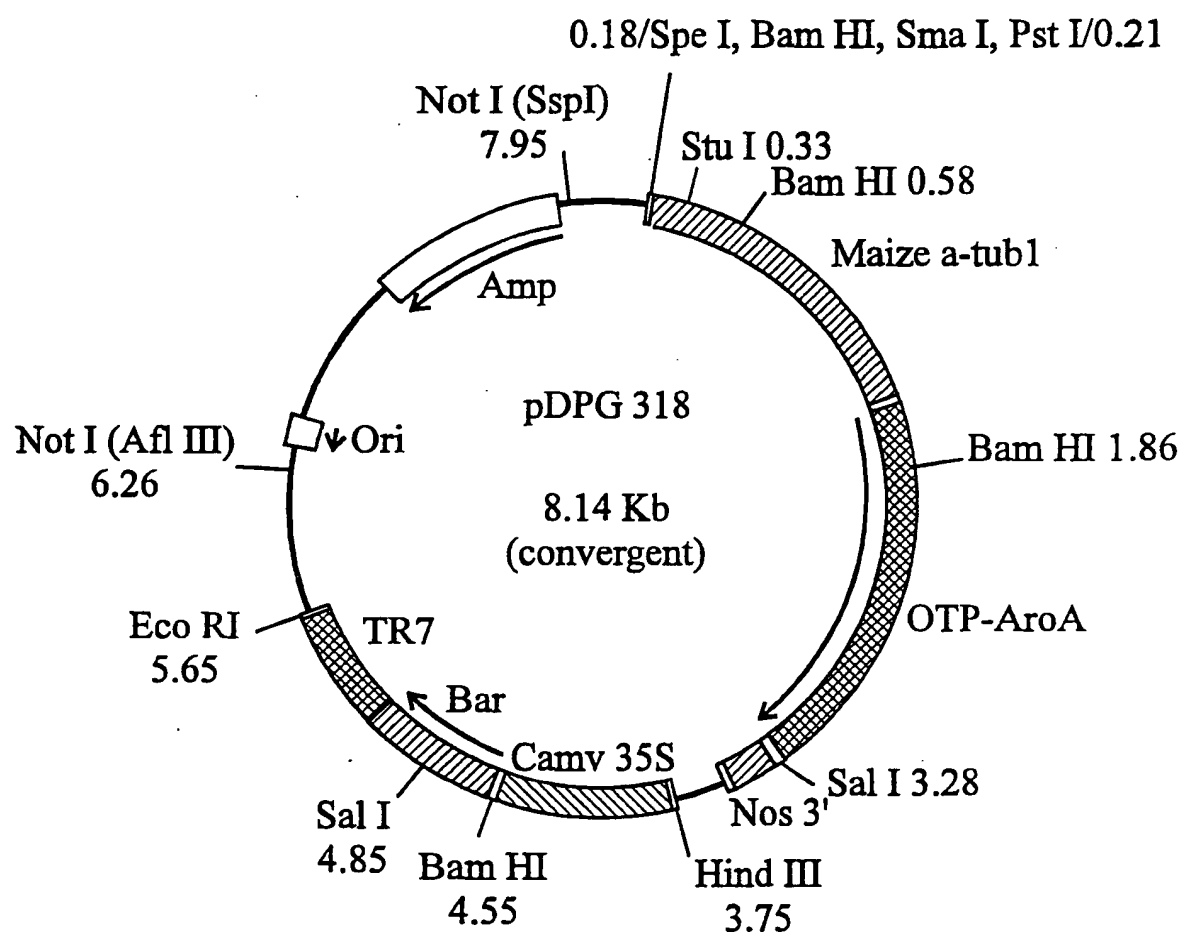 0.18/Spe I, Bam HI, Sma I, Pst I/0.21
Not I (SspI)
7.95
Stu I 0.33
Bam HI 0.58
Maize a-tub1
Amp
pDPG 318
Not I (Afl III)
6.26
Ori
Bam HI 1.86
8.14 Kb
(convergent)
Eco RI
5.65
TR7
OTP-AroA
Bar
Camv 35S
Sal I 3.28
Nos 3'
Sal I
4.85
Bam HI
4.55
Hind III
3.75